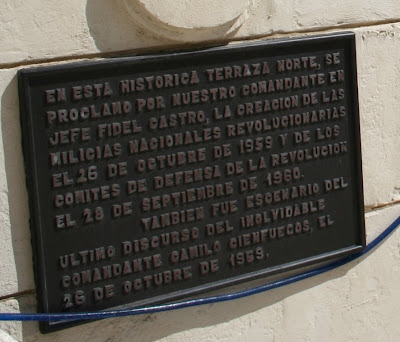 EN ESTA HISTORICA TERRAZA NORTE, SE
PROCLAMO POR NUESTRO COMANDANTE EN
JEFE FIDEL CASTRO, LA CREACION DE LAS
MILICIAS NACIONALES REVOLUCIONARIAS
EL 26 DE OCTUBRE DE 1959 Y DE LOS
COMITES DE DEFENSA DE LA REVOLUCION
EL 28 DE SEPTIEMBRE DE 1960.
TAMBIEN FUE ESCENARIO DEL
ULTIMO DISCURSO DEL INOLVIDABLE
COMANDANTE CAMILO CIENFUEGOS, EL
26 DE OCTUBRE DE 1959.